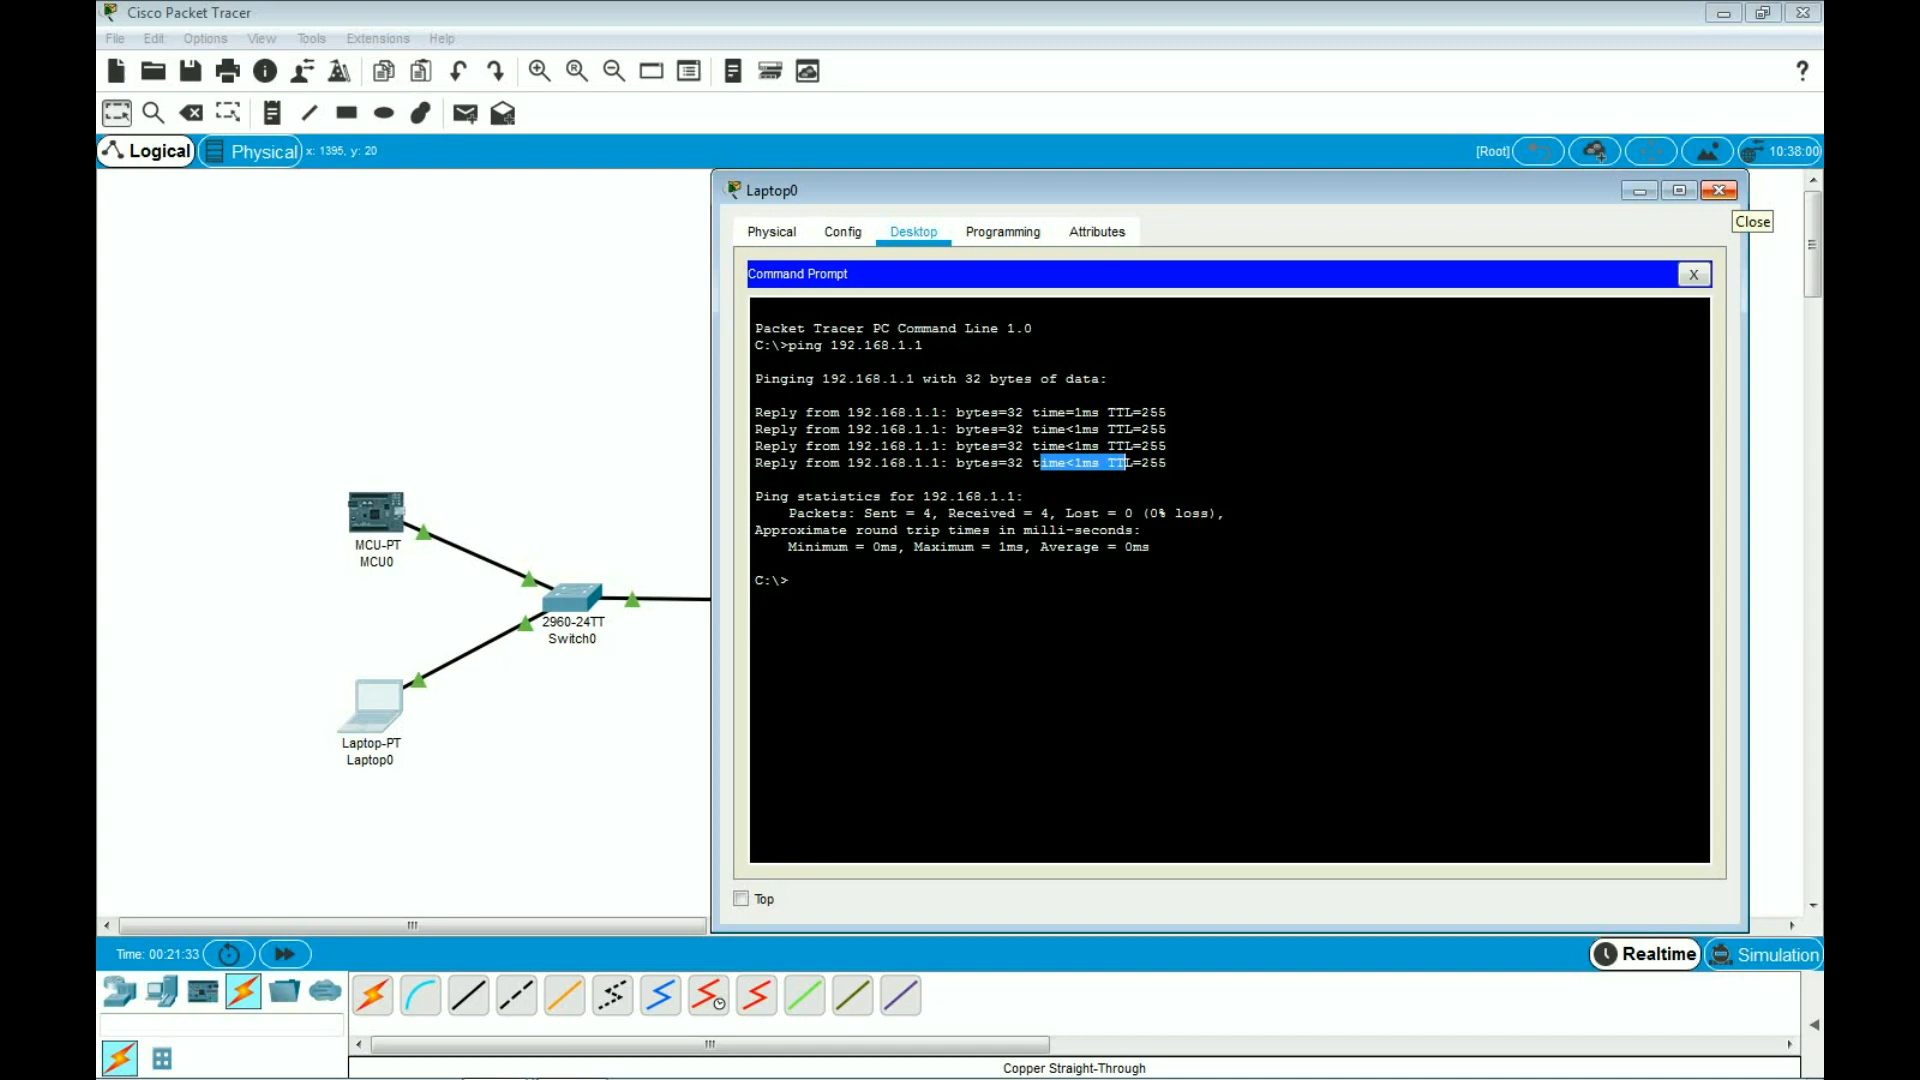 Cisco Packet Tracer
File Edit Options View Tools Extensions Help
?
Logical Physical x: 1395, y: 20 [Root] 10:38:00
Laptop0
Close
Physical Config Desktop Programming Attributes
Command Prompt X
Packet Tracer PC Command Line 1.0
C:\>ping 192.168.1.1
Pinging 192.168.1.1 with 32 bytes of data:
Reply from 192.168.1.1: bytes=32 time=1ms TTL=255
Reply from 192.168.1.1: bytes=32 time<1ms TTL=255
Reply from 192.168.1.1: bytes=32 time<1ms TTL=255
Reply from 192.168.1.1: bytes=32 time<1ms TTL=255
Ping statistics for 192.168.1.1:
Packets: Sent = 4, Received = 4, Lost = 0 (0% loss),
Approximate round trip times in milli-seconds:
Minimum = 0ms, Maximum = 1ms, Average = 0ms
C:\>
MCU-PT
MCU0
2960-24TT
Switch0
Laptop-PT
Laptop0
Top
Time: 00:21:33 Realtime Simulation
Copper Straight-Through